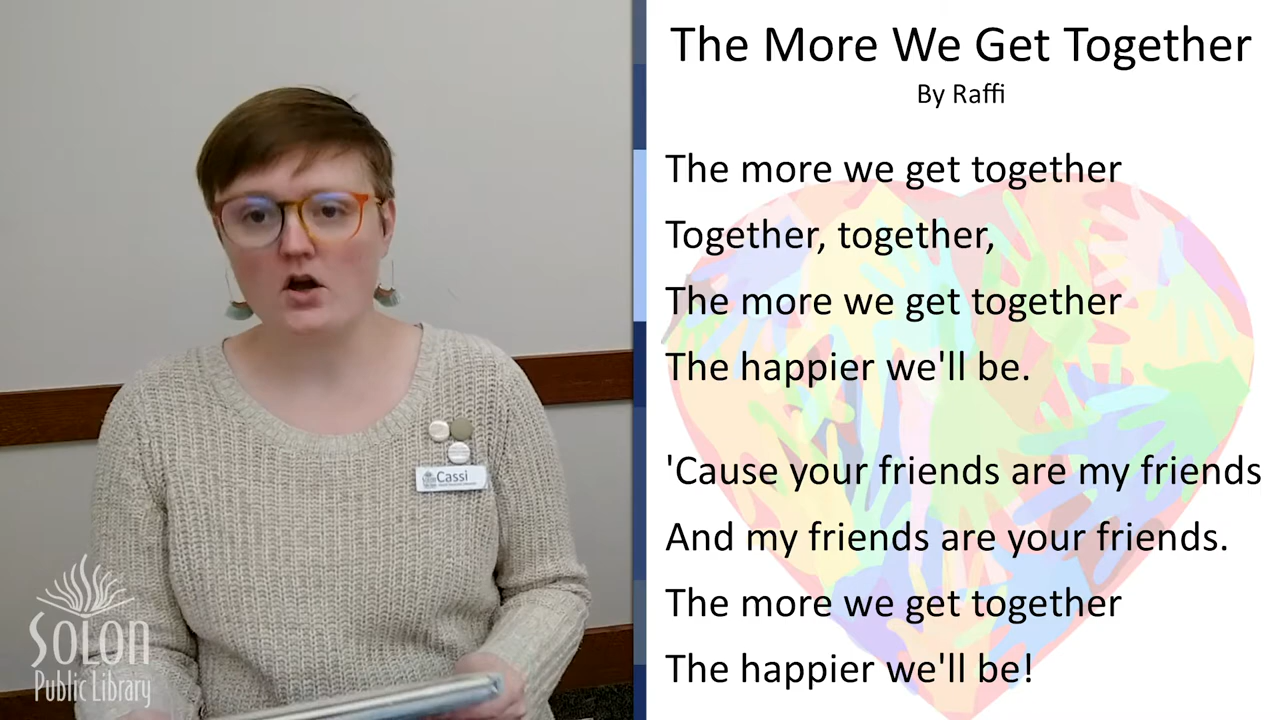 The More We Get Together
By Raffi
The more we get together
Together, together,
The more we get together
The happier we'll be.
'Cause your friends are my friends
And my friends are your friends.
The more we get together
The happier we'll be!
Cassi
SOLON
Public Library